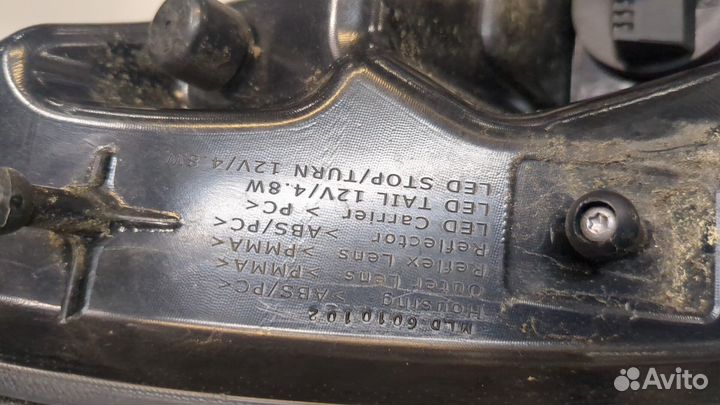 MLD 6010102
Housing >ABS/PC<
Outer Lens >PMMA<
Reflex Lens >PMMA<
Reflector >ABS/PC<
LED Carrier >PC<
LED TAIL 12V/4.8W
LED STOP/TURN 12V/4.8W
Avito